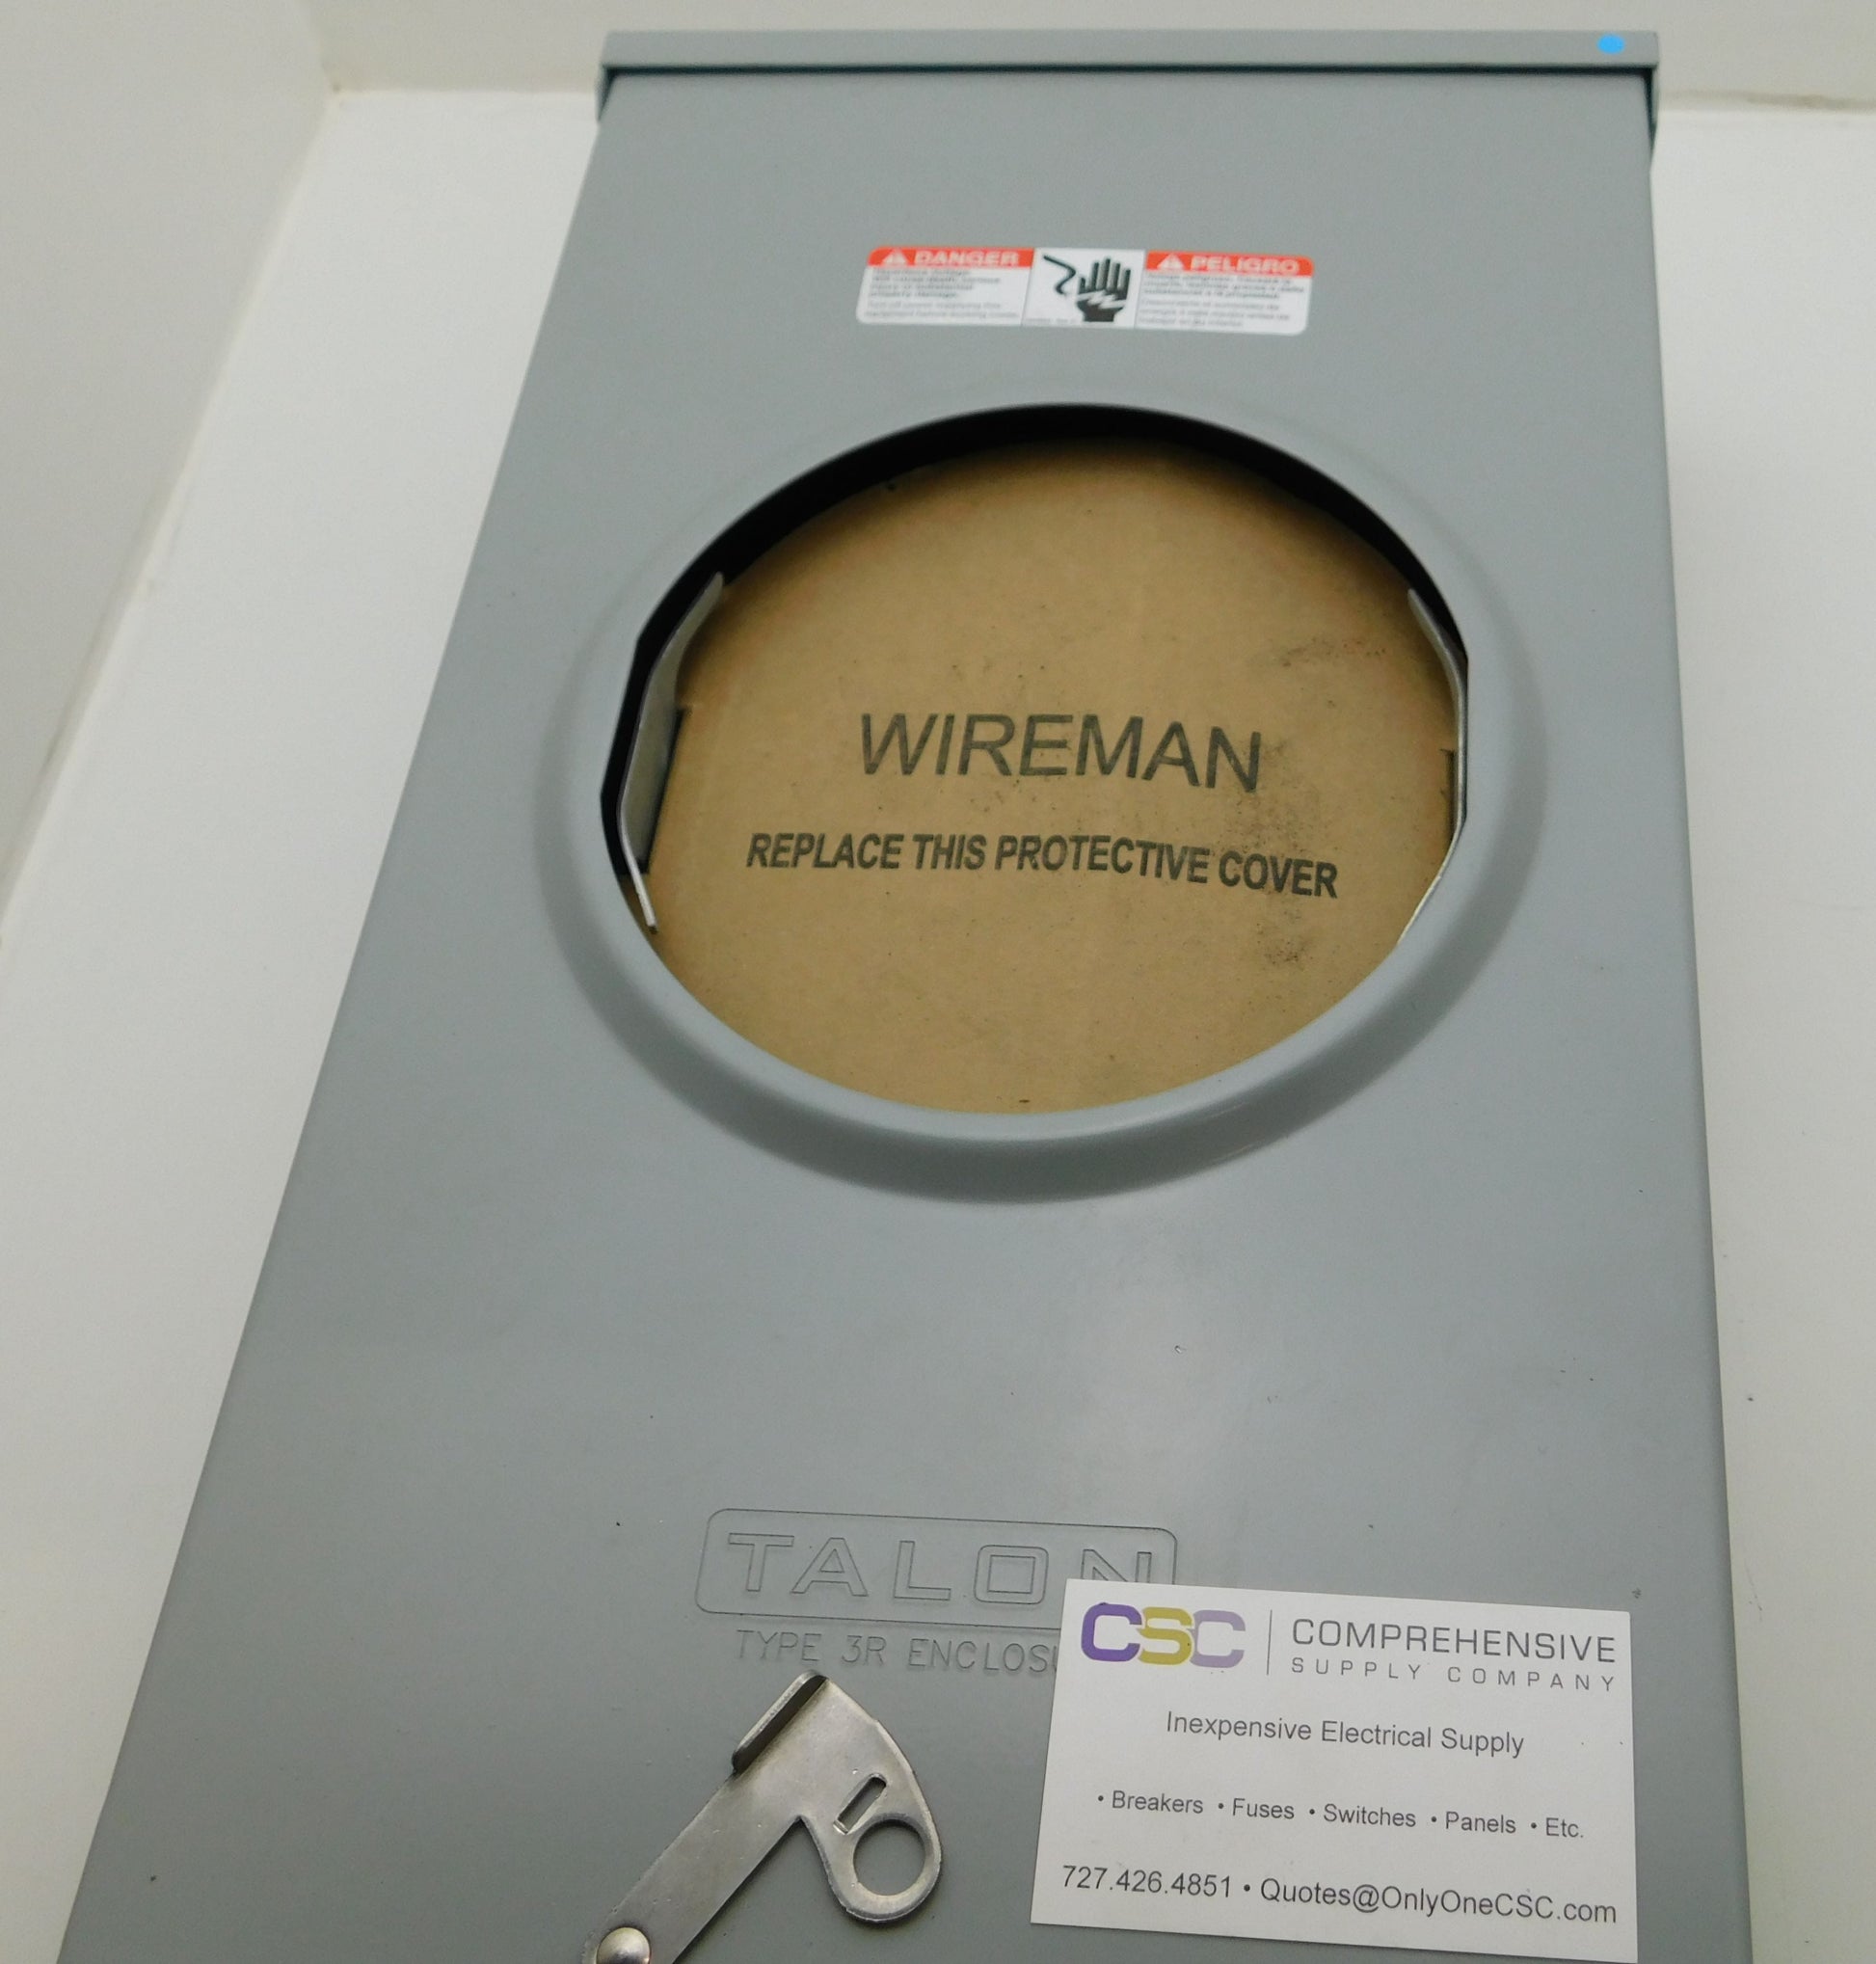 DANGER
PELIGRO
WIREMAN
REPLACE THIS PROTECTIVE COVER
TALON
TYPE 3R ENCLOSU
CSC
COMPREHENSIVE
SUPPLY COMPANY
Inexpensive Electrical Supply
• Breakers • Fuses • Switches • Panels • Etc.
727.426.4851 • Quotes@OnlyOneCSC.com